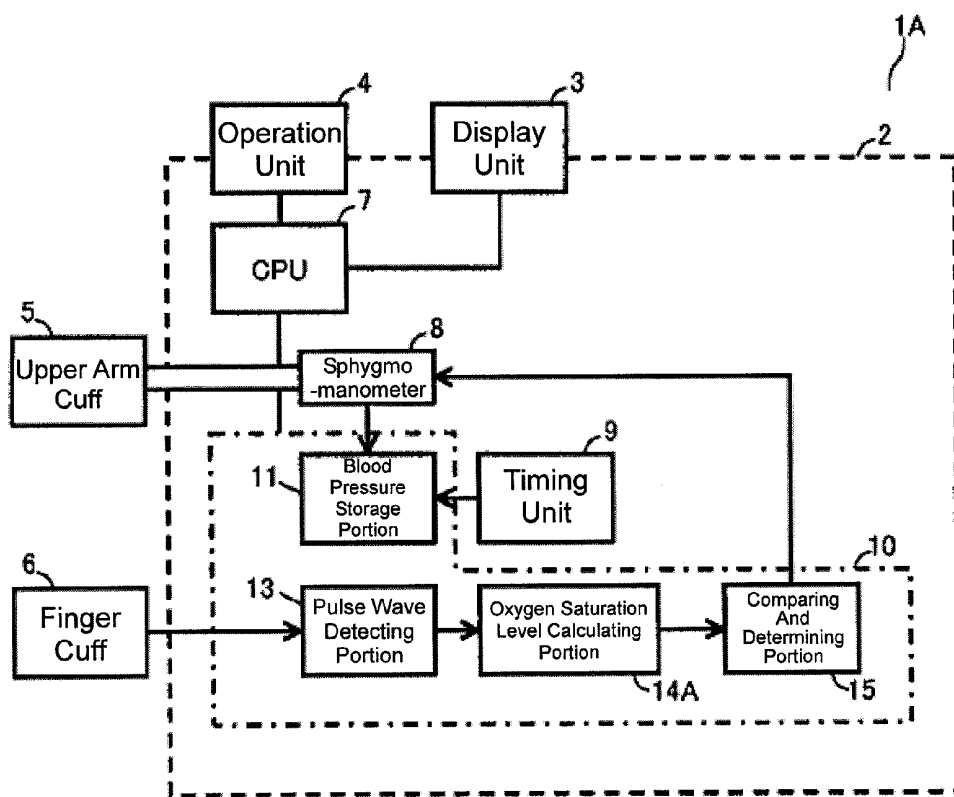 1A
4
3
Operation
Unit
Display
Unit
2
7
CPU
5
Upper Arm
Cuff
8
Sphygmo
-manometer
9
11
Blood
Pressure
Storage
Portion
Timing
Unit
10
6
Finger
Cuff
13
Pulse Wave
Detecting
Portion
Oxygen Saturation
Level Calculating
Portion
14A
Comparing
And
Determining
Portion
15